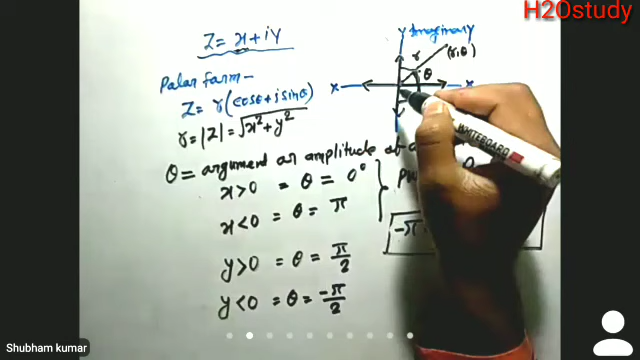 H2Ostudy
Z = x + iy
Y Imaginary
Polar form -
r (r, θ)
θ
X X
Z = r (cosθ + i sinθ)
r = |Z| = √x² + y²
θ = argument or amplitude of
x > 0 = θ = 0°
x < 0 = θ = π
-π
y > 0 = θ = π/2
y < 0 = θ = -π/2
WHITEBOARD
Shubham kumar